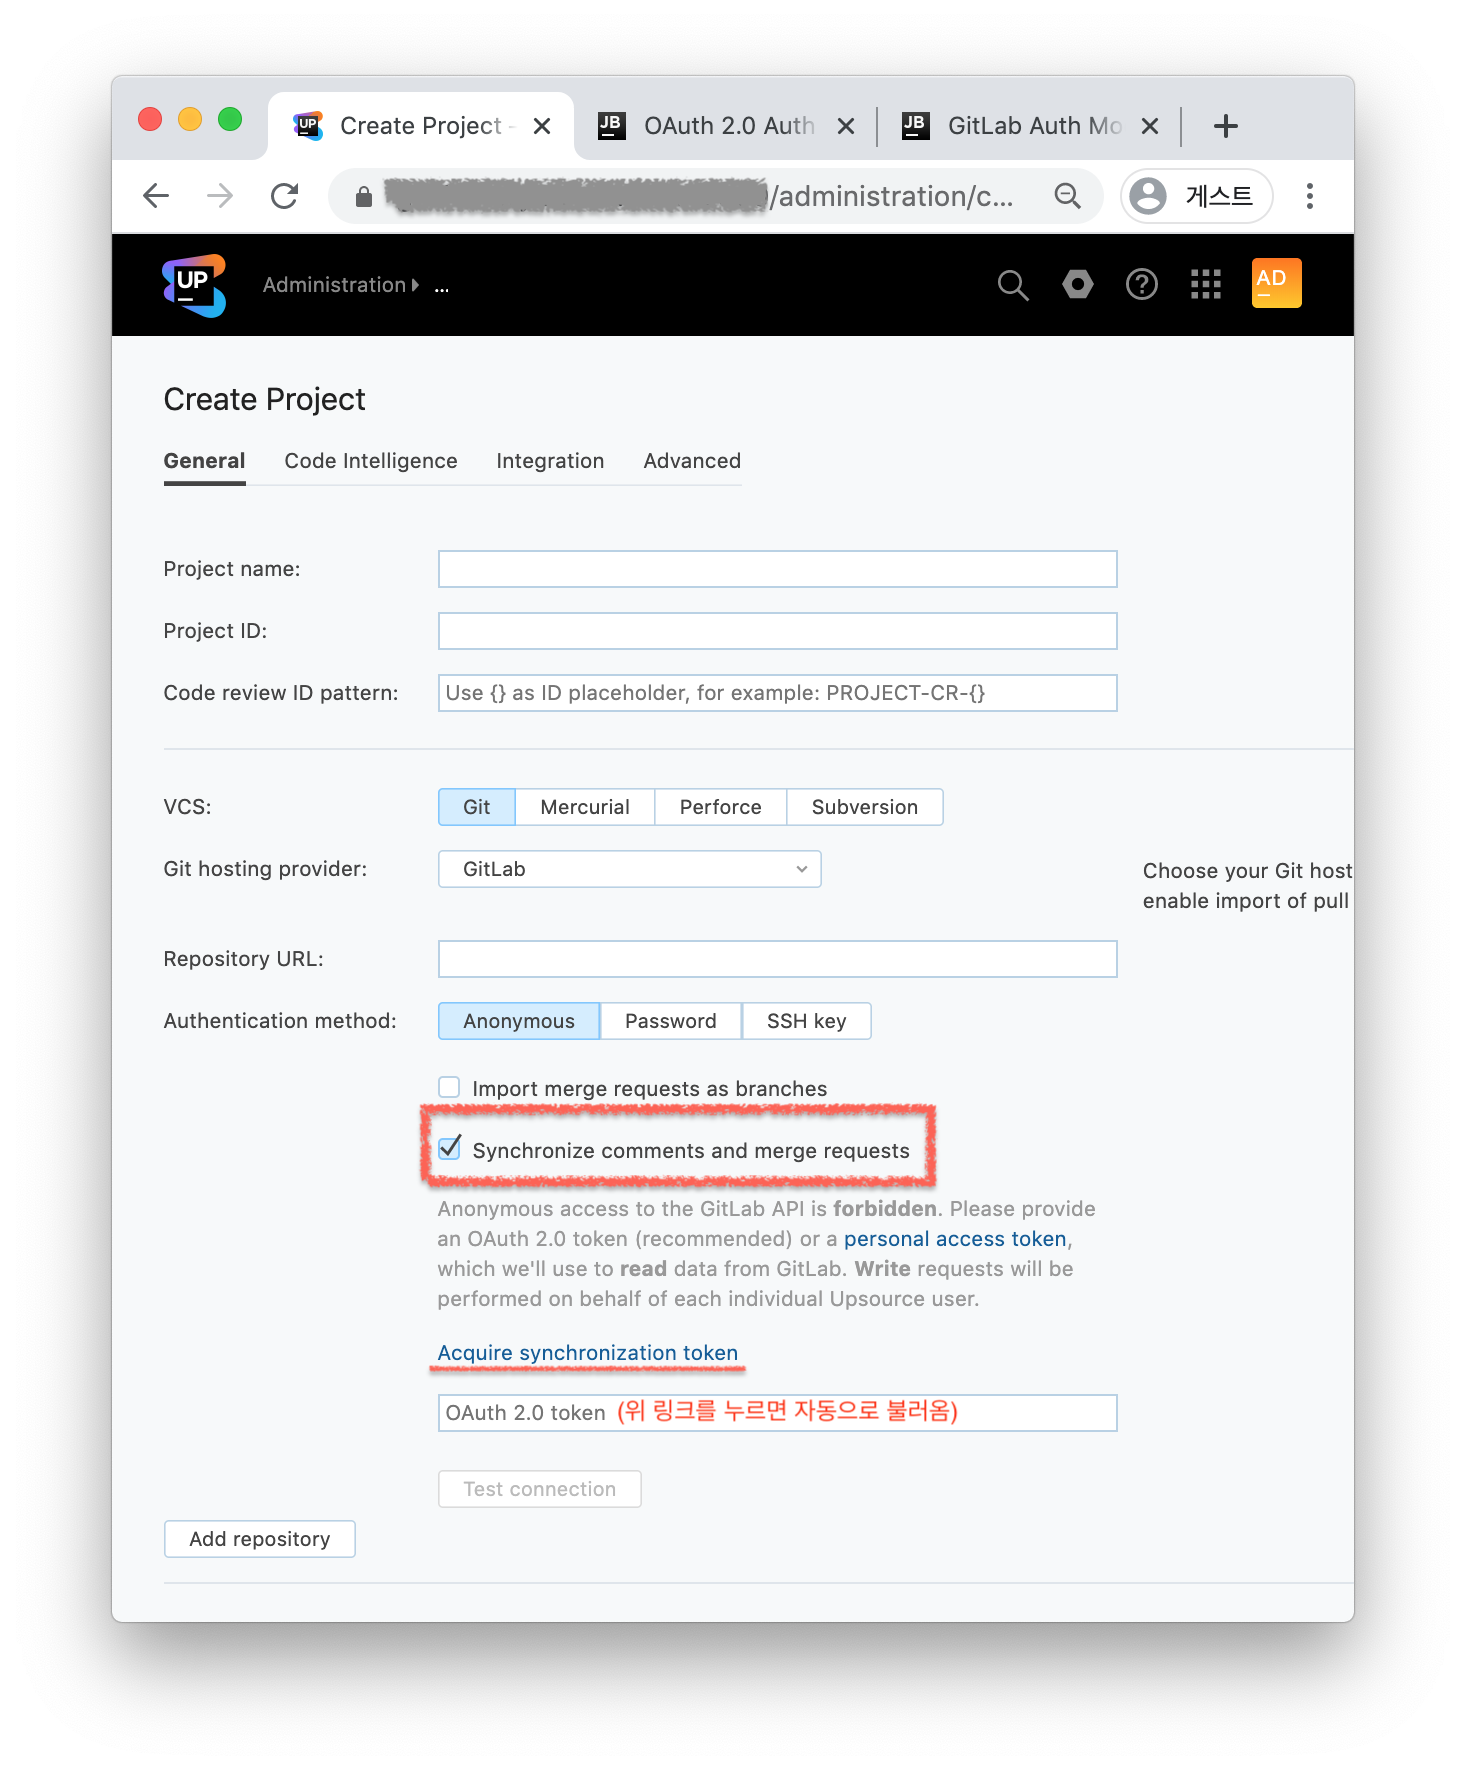 UP Create Project -
JB OAuth 2.0 Auth
JB GitLab Auth Mo
/administration/c...
게스트
UP
Administration ...
AD
Create Project
General Code Intelligence Integration Advanced
Project name:
Project ID:
Code review ID pattern: Use {} as ID placeholder, for example: PROJECT-CR-{}
VCS: Git Mercurial Perforce Subversion
Git hosting provider: GitLab
Choose your Git host
enable import of pull
Repository URL:
Authentication method: Anonymous Password SSH key
Import merge requests as branches
Synchronize comments and merge requests
Anonymous access to the GitLab API is forbidden. Please provide
an OAuth 2.0 token (recommended) or a personal access token,
which we'll use to read data from GitLab. Write requests will be
performed on behalf of each individual Upsource user.
Acquire synchronization token
OAuth 2.0 token (위 링크를 누르면 자동으로 불러옴)
Test connection
Add repository